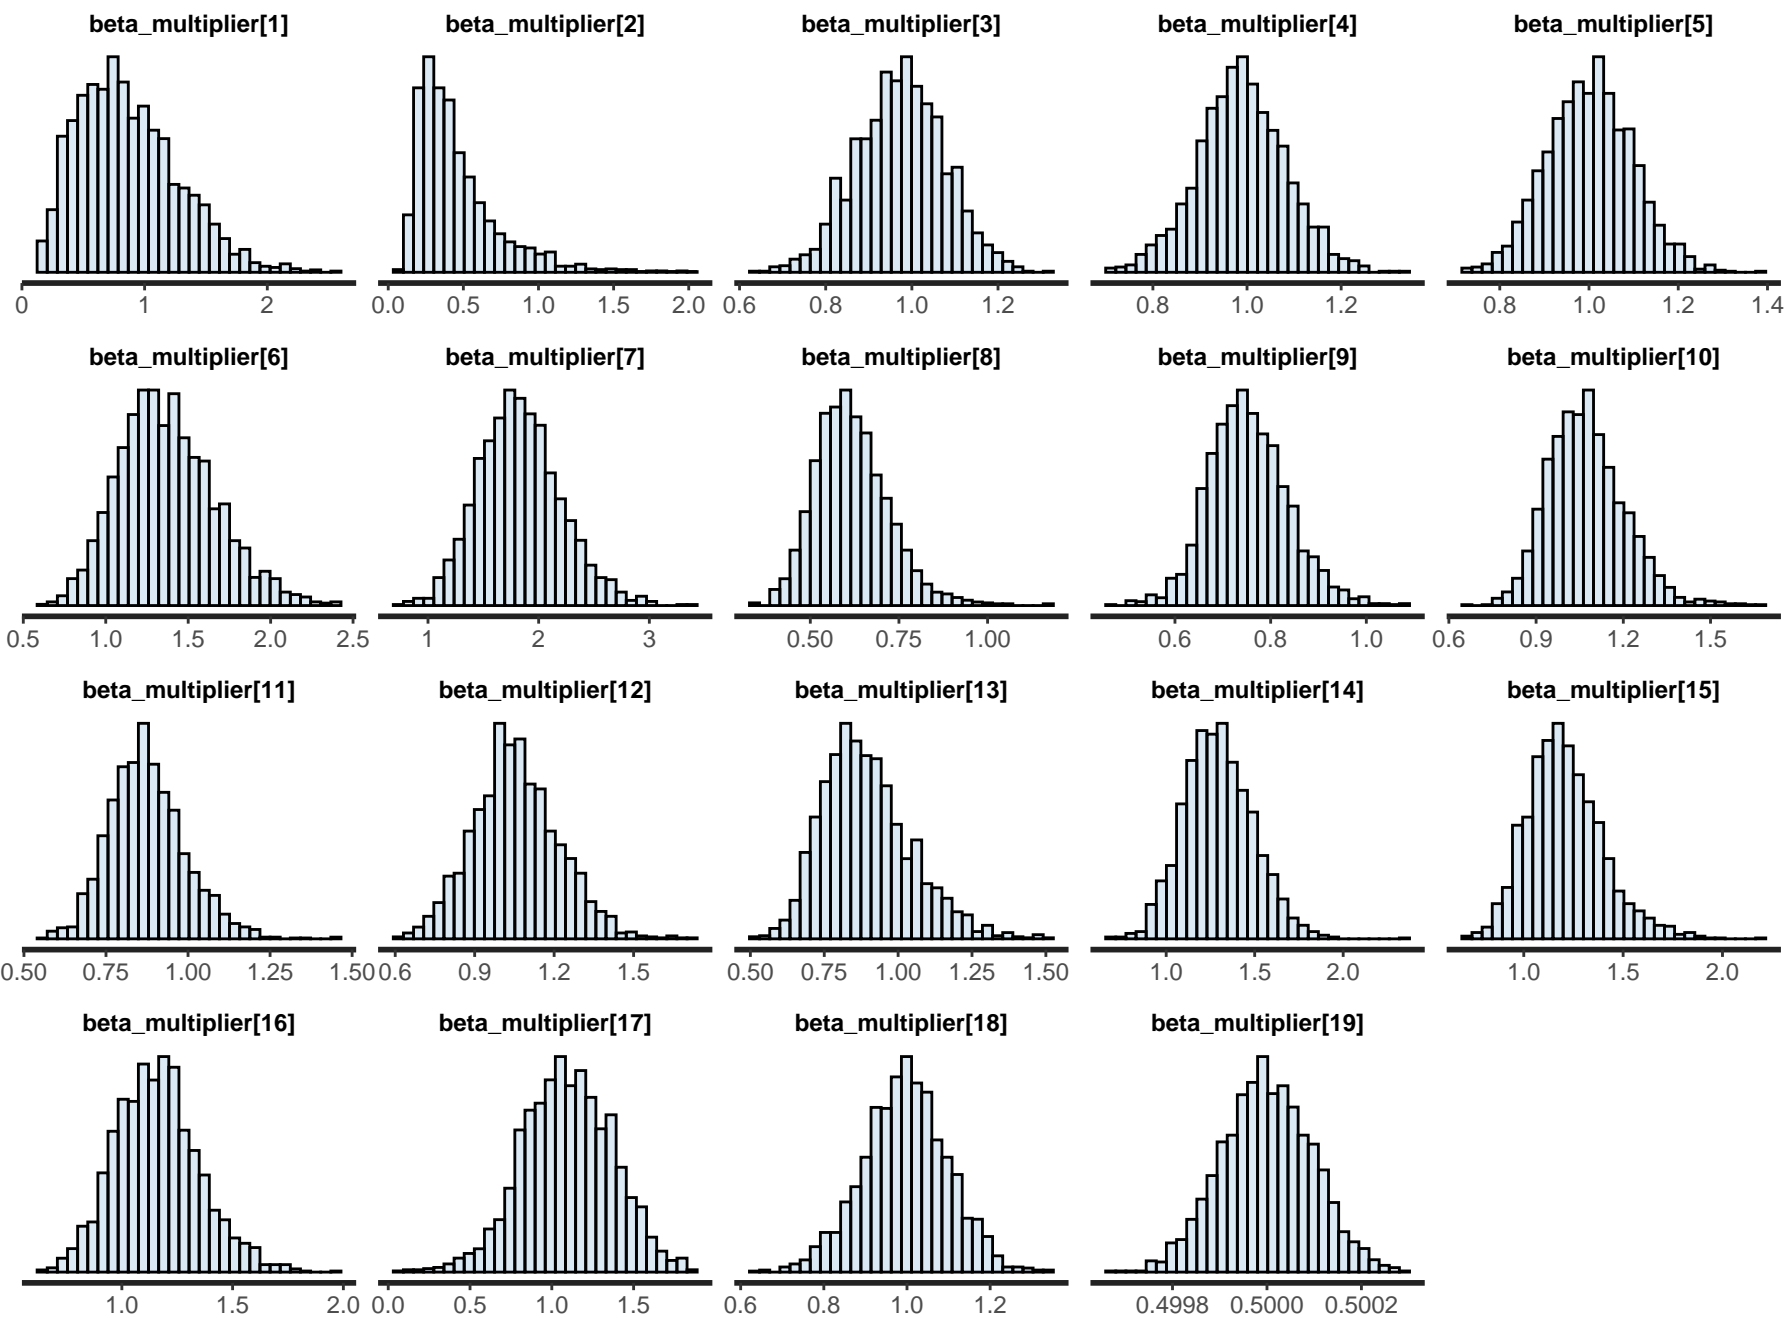 beta_multiplier[1] beta_multiplier[2] beta_multiplier[3] beta_multiplier[4] beta_multiplier[5]
0 1 2 0.0 0.5 1.0 1.5 2.0 0.6 0.8 1.0 1.2 0.8 1.0 1.2 0.8 1.0 1.2 1.4
beta_multiplier[6] beta_multiplier[7] beta_multiplier[8] beta_multiplier[9] beta_multiplier[10]
0.5 1.0 1.5 2.0 2.5 1 2 3 0.50 0.75 1.00 0.6 0.8 1.0 0.6 0.9 1.2 1.5
beta_multiplier[11] beta_multiplier[12] beta_multiplier[13] beta_multiplier[14] beta_multiplier[15]
0.50 0.75 1.00 1.25 1.50 0.6 0.9 1.2 1.5 0.50 0.75 1.00 1.25 1.50 1.0 1.5 2.0 1.0 1.5 2.0
beta_multiplier[16] beta_multiplier[17] beta_multiplier[18] beta_multiplier[19]
1.0 1.5 2.0 0.0 0.5 1.0 1.5 0.6 0.8 1.0 1.2 0.4998 0.5000 0.5002